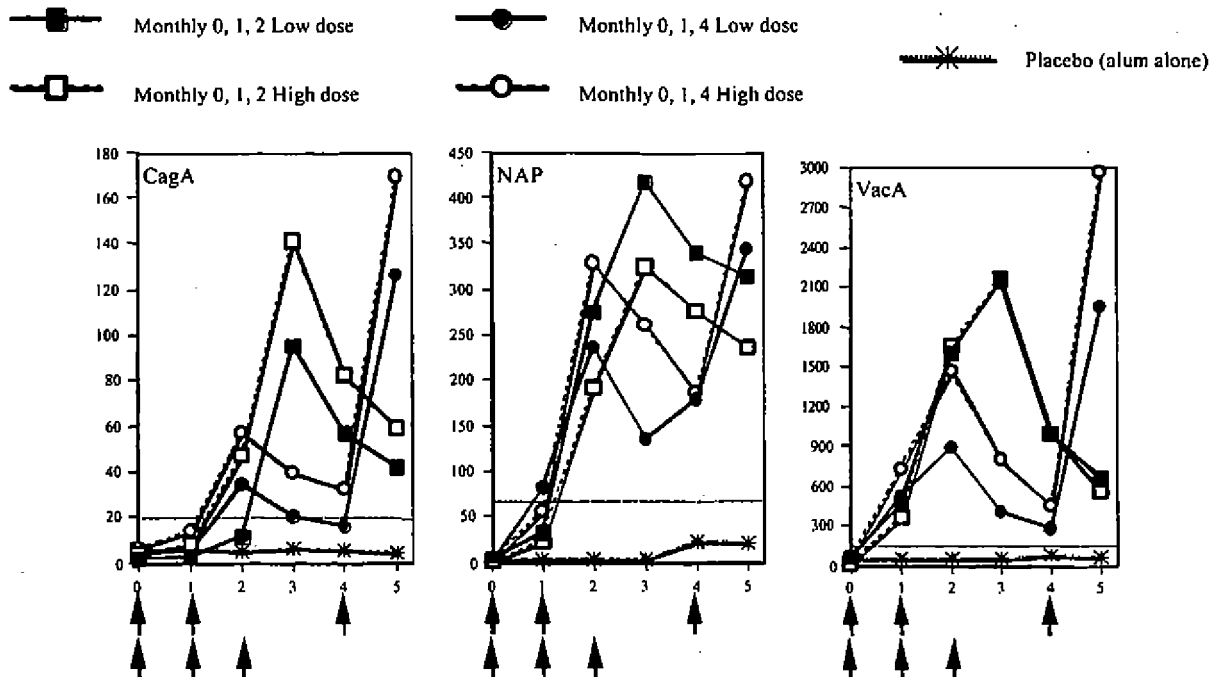 Monthly 0, 1, 2 Low dose
Monthly 0, 1, 4 Low dose
Placebo (alum alone)
Monthly 0, 1, 2 High dose
Monthly 0, 1, 4 High dose
CagA
180
160
140
120
100
80
60
40
20
0
0 1 2 3 4 5
NAP
450
400
350
300
250
200
150
100
50
0
0 1 2 3 4 5
VacA
3000
2700
2400
2100
1800
1500
1200
900
600
300
0
0 1 2 3 4 5